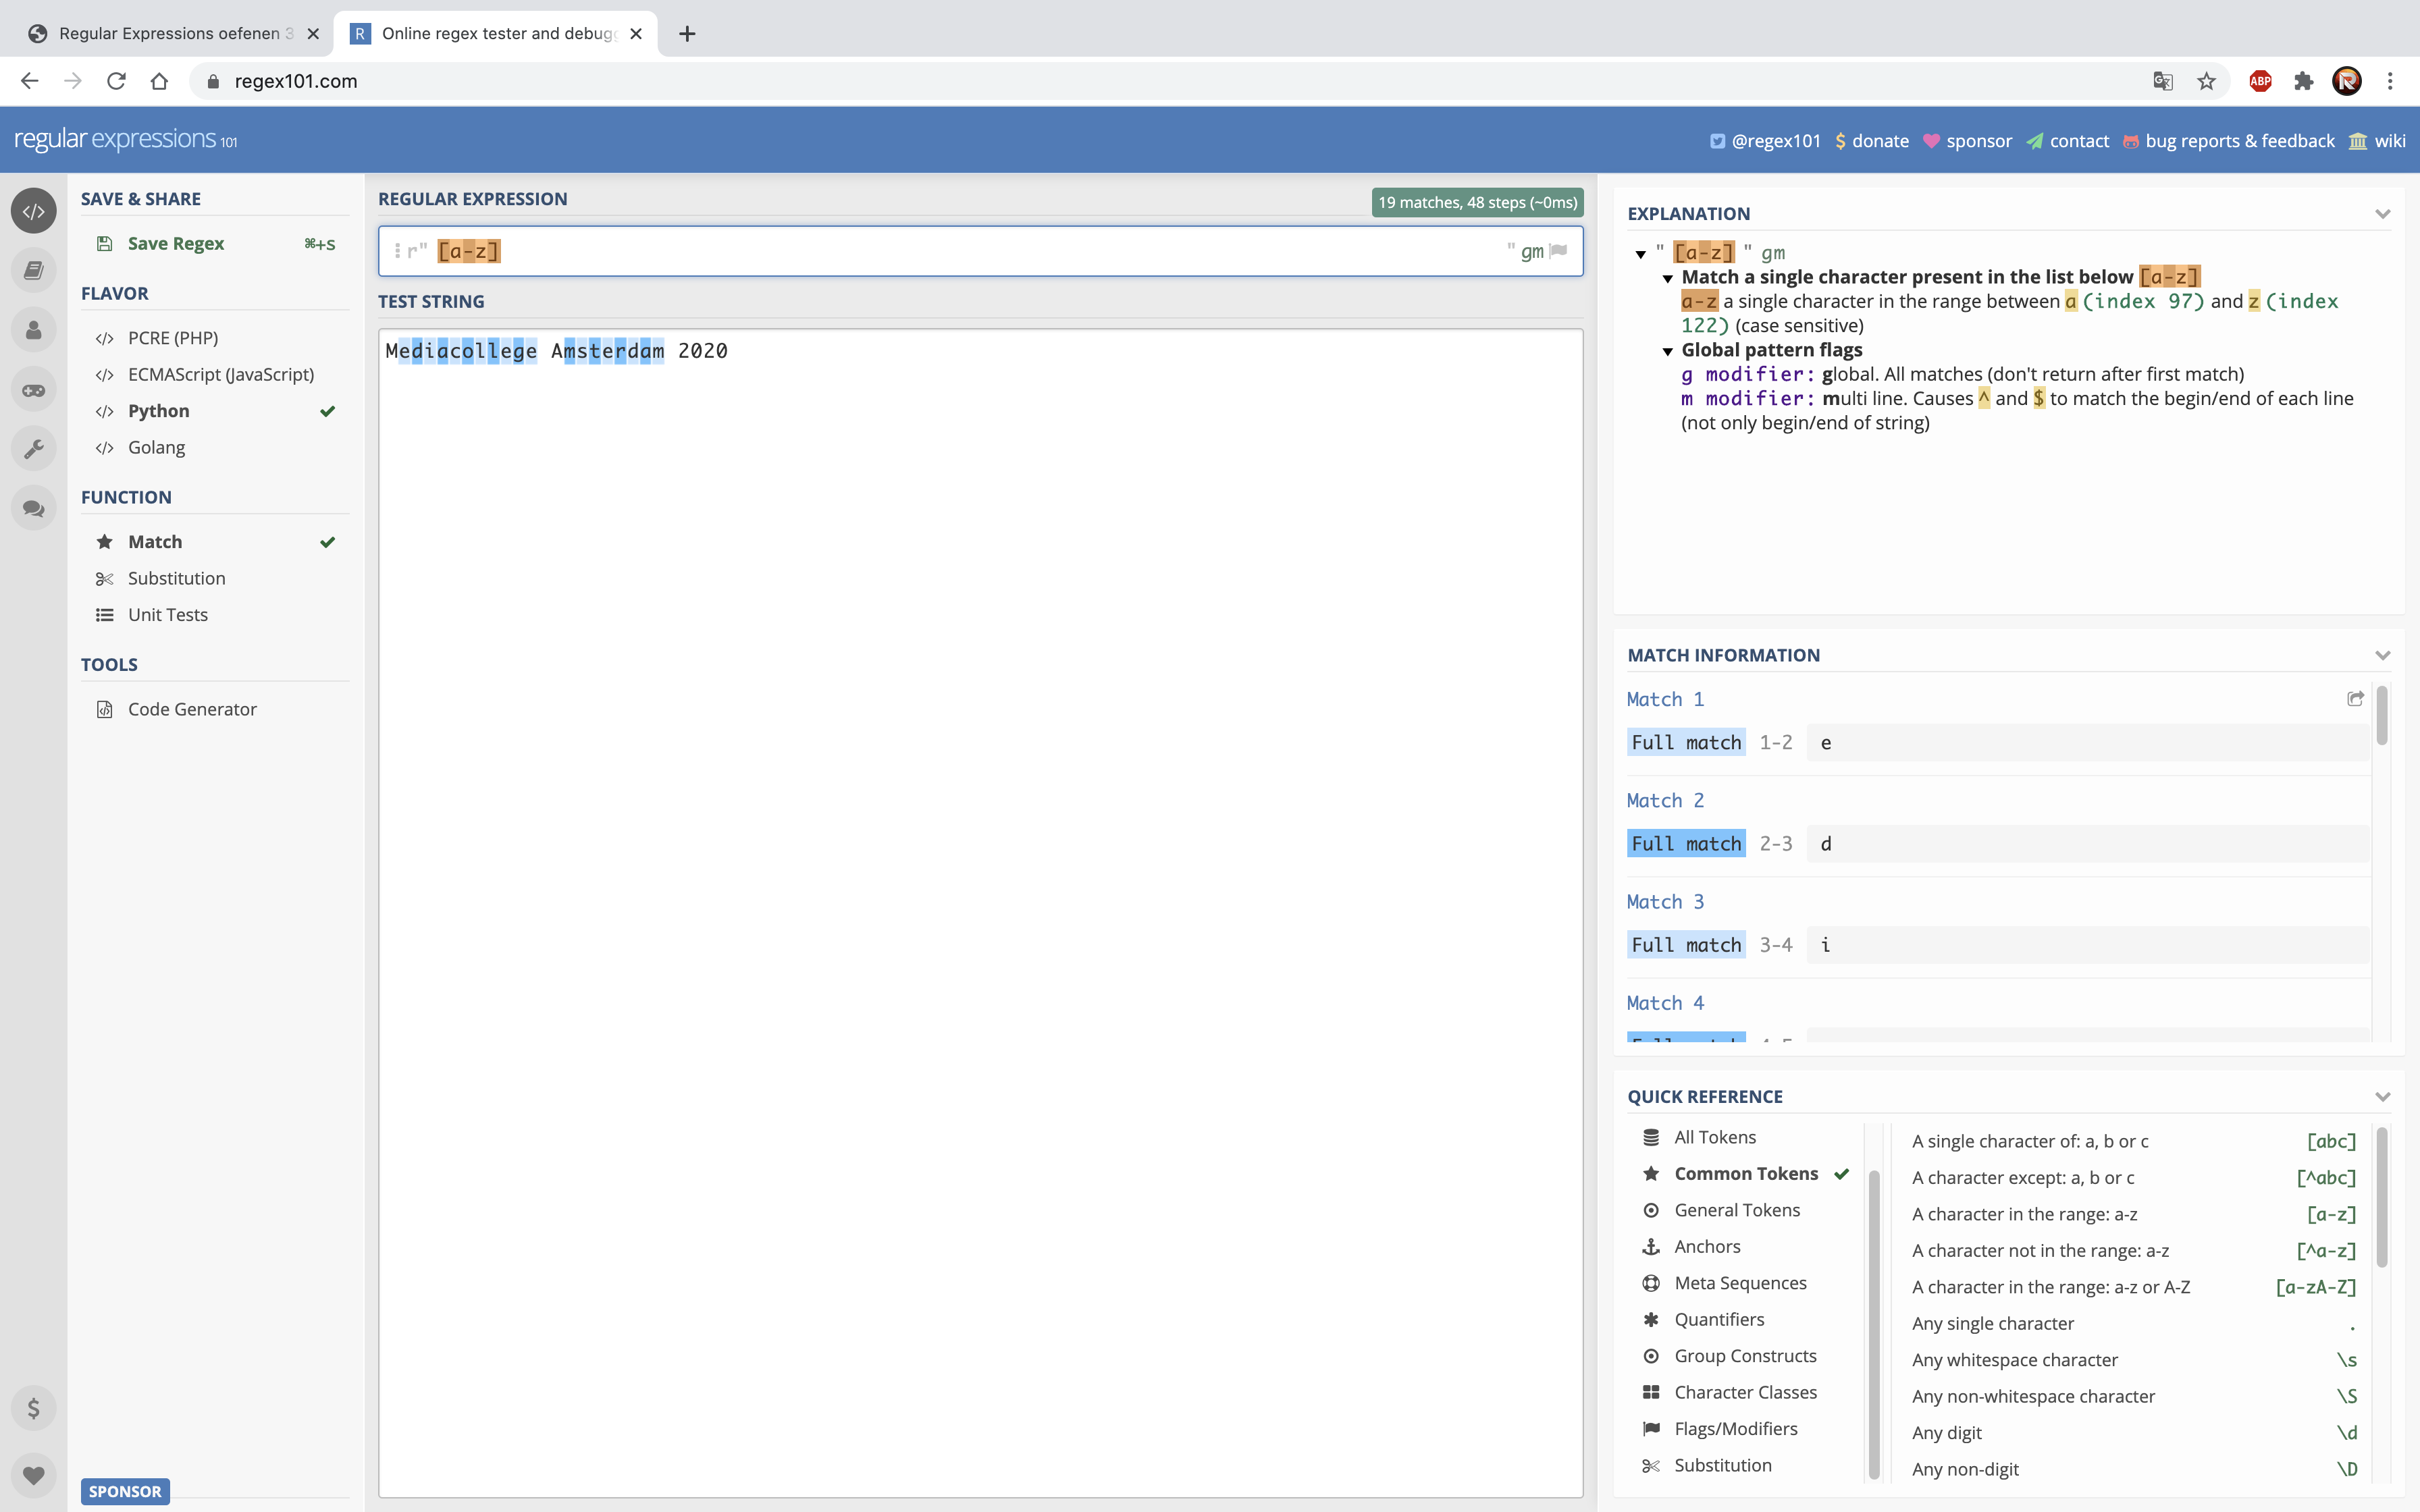 Regular Expressions oefenen 3
Online regex tester and debug
regex101.com
ABP
regular expressions 101
@regex101
donate
sponsor
contact
bug reports & feedback
wiki
SAVE & SHARE
Save Regex ⌘+S
FLAVOR
</> PCRE (PHP)
</> ECMAScript (JavaScript)
</> Python
</> Golang
FUNCTION
Match
Substitution
Unit Tests
TOOLS
Code Generator
SPONSOR
REGULAR EXPRESSION
19 matches, 48 steps (~0ms)
r" [a-z] " gm
TEST STRING
Mediacollege Amsterdam 2020
EXPLANATION
" [a-z] " gm
Match a single character present in the list below [a-z]
a-z a single character in the range between a (index 97) and z (index
122) (case sensitive)
Global pattern flags
g modifier: global. All matches (don't return after first match)
m modifier: multi line. Causes ^ and $ to match the begin/end of each line
(not only begin/end of string)
MATCH INFORMATION
Match 1
Full match 1-2 e
Match 2
Full match 2-3 d
Match 3
Full match 3-4 i
Match 4
QUICK REFERENCE
All Tokens
Common Tokens
General Tokens
Anchors
Meta Sequences
Quantifiers
Group Constructs
Character Classes
Flags/Modifiers
Substitution
A single character of: a, b or c [abc]
A character except: a, b or c [^abc]
A character in the range: a-z [a-z]
A character not in the range: a-z [^a-z]
A character in the range: a-z or A-Z [a-zA-Z]
Any single character .
Any whitespace character \s
Any non-whitespace character \S
Any digit \d
Any non-digit \D